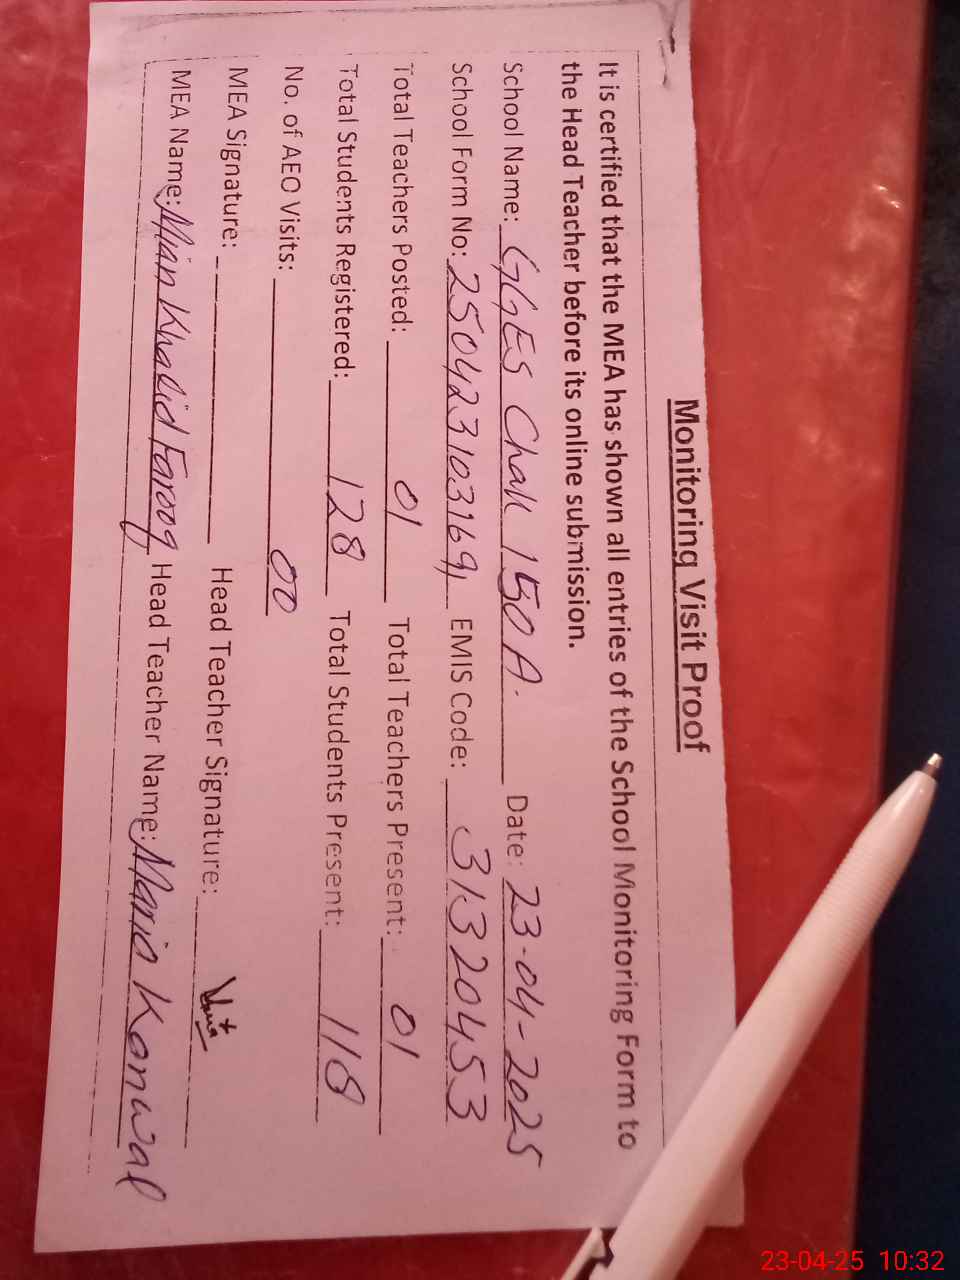 Monitoring Visit Proof
It is certified that the MEA has shown all entries of the School Monitoring Form to
the Head Teacher before its online submission.
School Name: GGES Chak 150 A. Date: 23-04-2025
School Form No: 250423103169 EMIS Code: 31320453
Total Teachers Posted: 01 Total Teachers Present: 01
Total Students Registered: 128 Total Students Present: 118
No. of AEO Visits: 00
MEA Signature: Head Teacher Signature:
MEA Name: Mian Khalid Farooq Head Teacher Name: Maria Kanwal
23-04-25 10:32